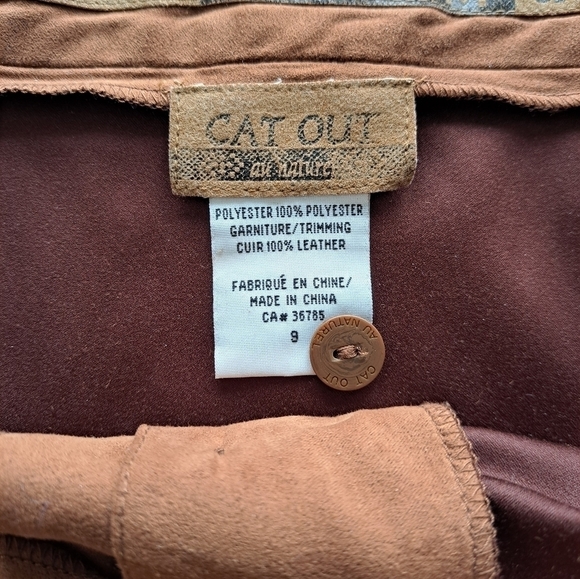 CAT OUT
au naturel
POLYESTER 100% POLYESTER
GARNITURE/TRIMMING
CUIR 100% LEATHER
FABRIQUÉ EN CHINE/
MADE IN CHINA
CA# 36785
9
AU NATUREL
CAT OUT